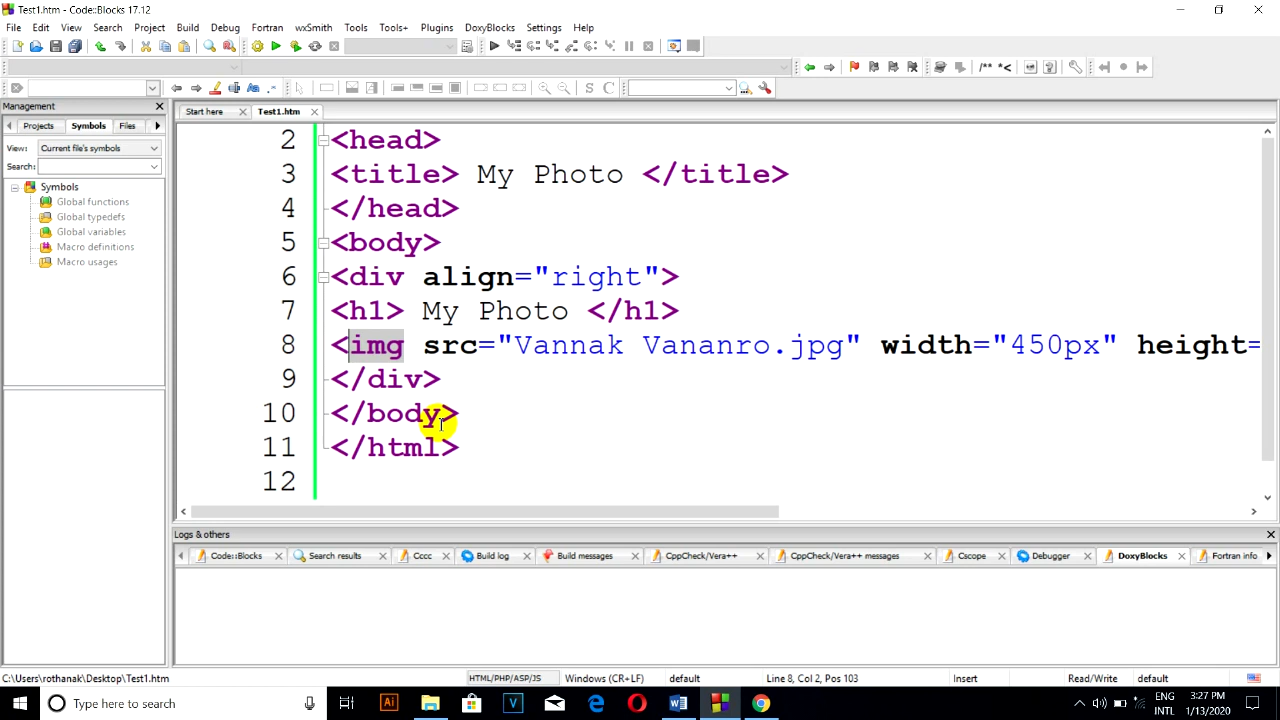 Test1.htm - Code::Blocks 17.12
File Edit View Search Project Build Debug Fortran wxSmith Tools Tools+ Plugins DoxyBlocks Settings Help
/** *<
S C
Management
Projects Symbols Files
View: Current file's symbols
Search:
Symbols
Global functions
Global typedefs
Global variables
Macro definitions
Macro usages
Start here Test1.htm
2 <head>
3 <title> My Photo </title>
4 </head>
5 <body>
6 <div align="right">
7 <h1> My Photo </h1>
8 <img src="Vannak Vananro.jpg" width="450px" height=
9 </div>
10 </body>
11 </html>
12
Logs & others
Code::Blocks Search results Cccc Build log Build messages CppCheck/Vera++ CppCheck/Vera++ messages Cscope Debugger DoxyBlocks Fortran info
C:\Users\rothanak\Desktop\Test1.htm HTML/PHP/ASP/JS Windows (CR+LF) default Line 8, Col 2, Pos 103 Insert Read/Write default
Type here to search
Ai V W
ENG
INTL
3:27 PM
1/13/2020